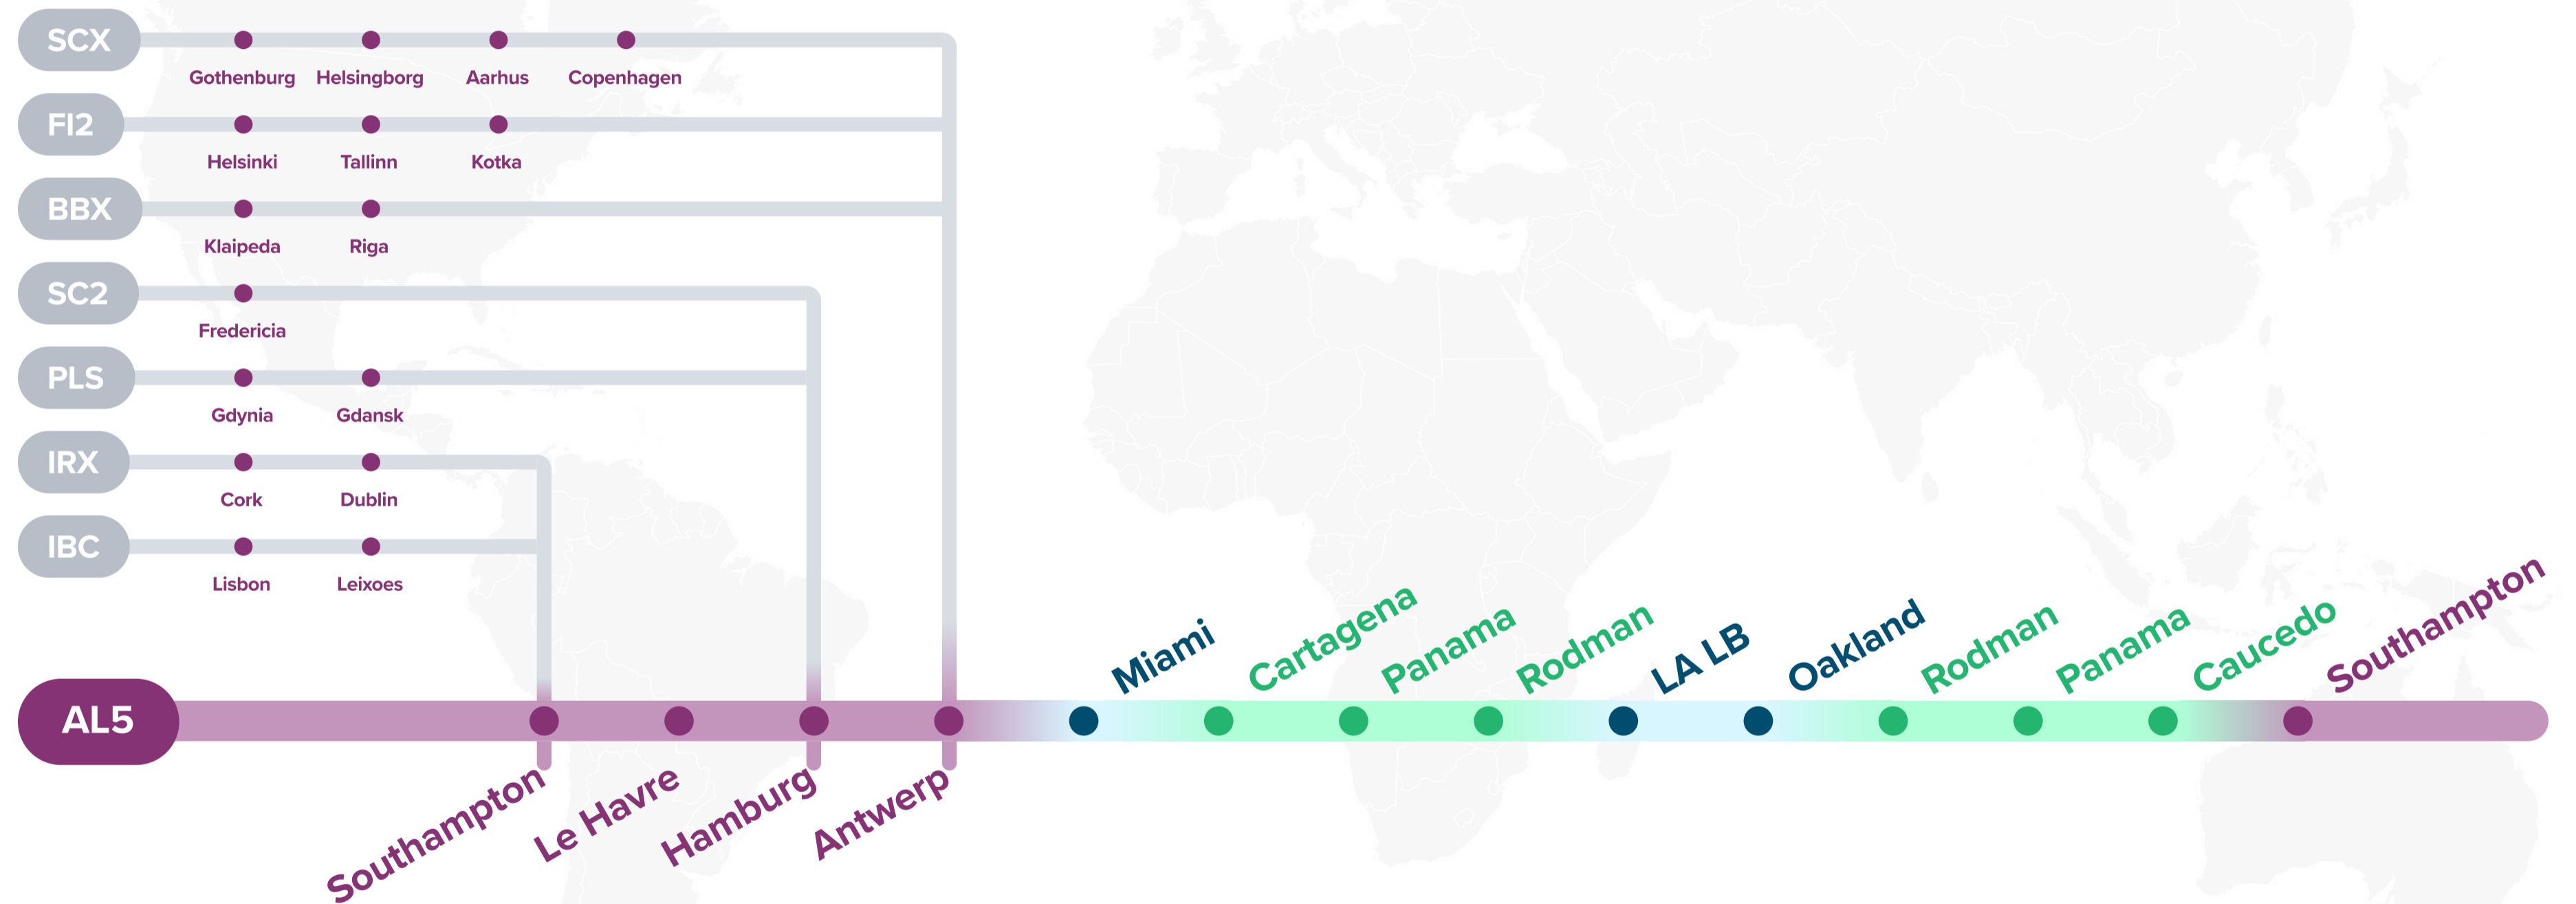 SCX
Gothenburg Helsingborg Aarhus Copenhagen
FI2
Helsinki Tallinn Kotka
BBX
Klaipeda Riga
SC2
Fredericia
PLS
Gdynia Gdansk
IRX
Cork Dublin
IBC
Lisbon Leixoes
AL5
Southampton
Le Havre
Hamburg
Antwerp
Miami
Cartagena
Panama
Rodman
LA LB
Oakland
Rodman
Panama
Caucedo
Southampton